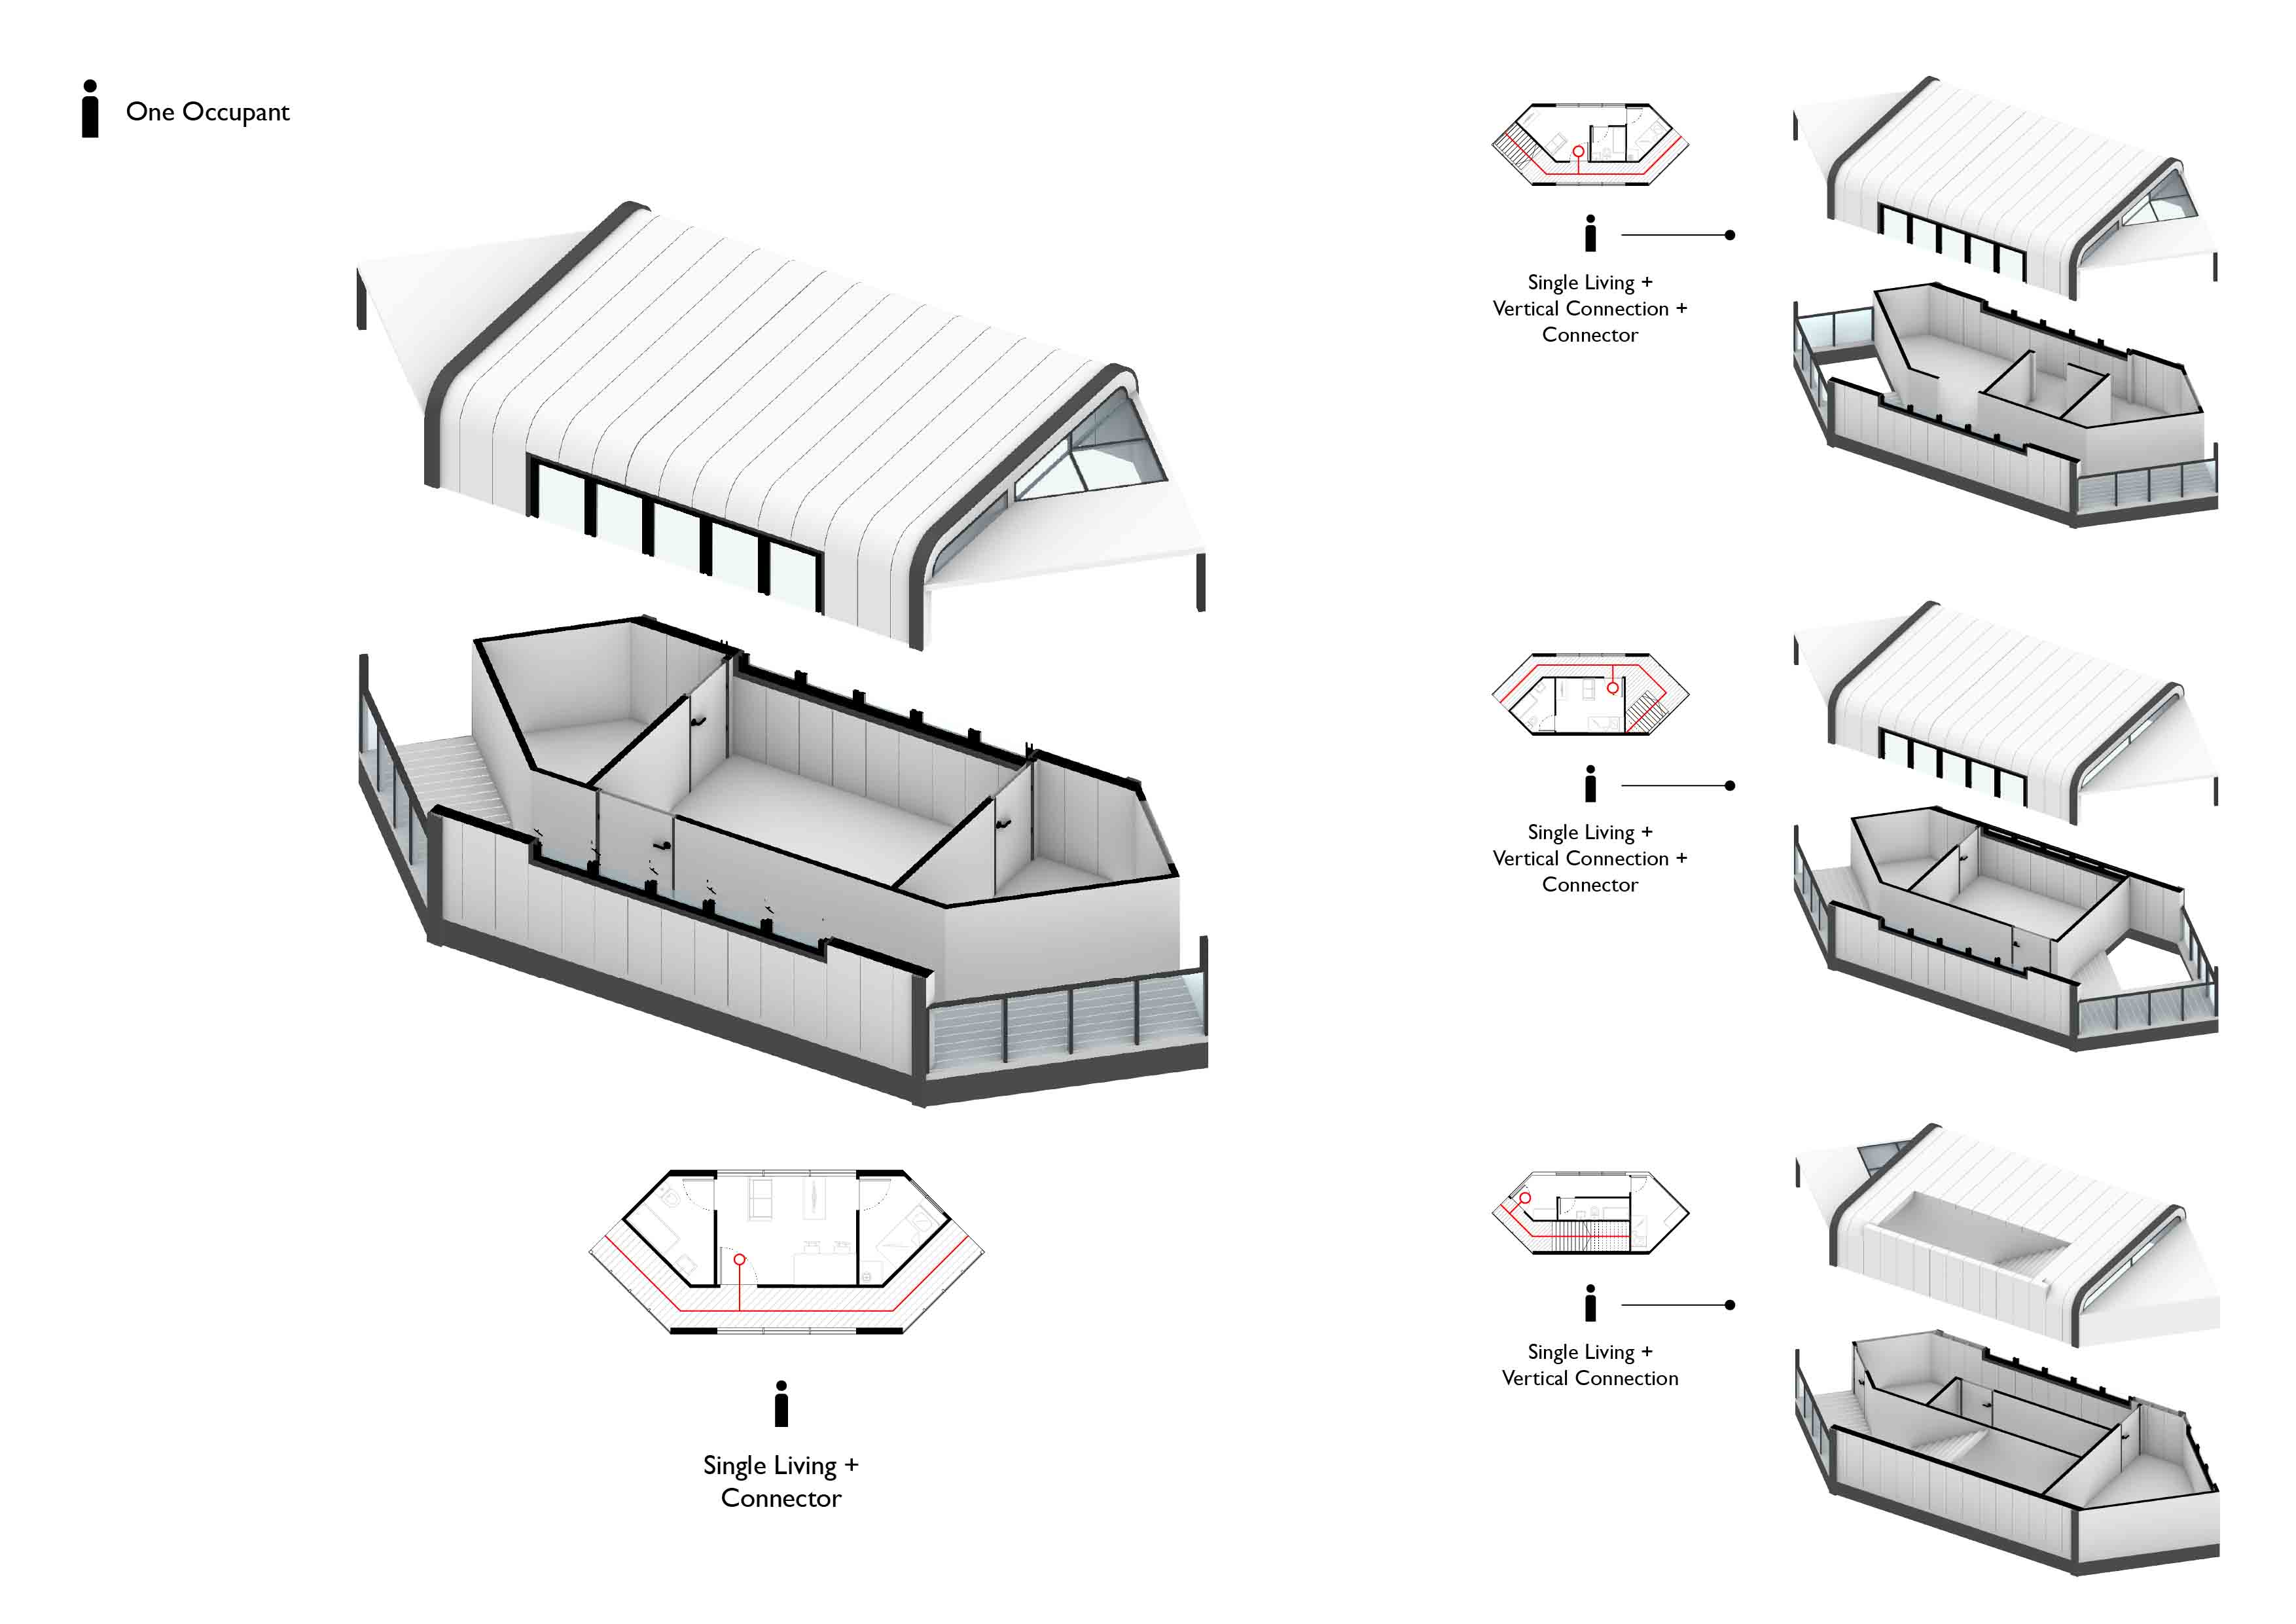 One Occupant
Single Living +
Connector
Single Living +
Vertical Connection +
Connector
Single Living +
Vertical Connection +
Connector
Single Living +
Vertical Connection